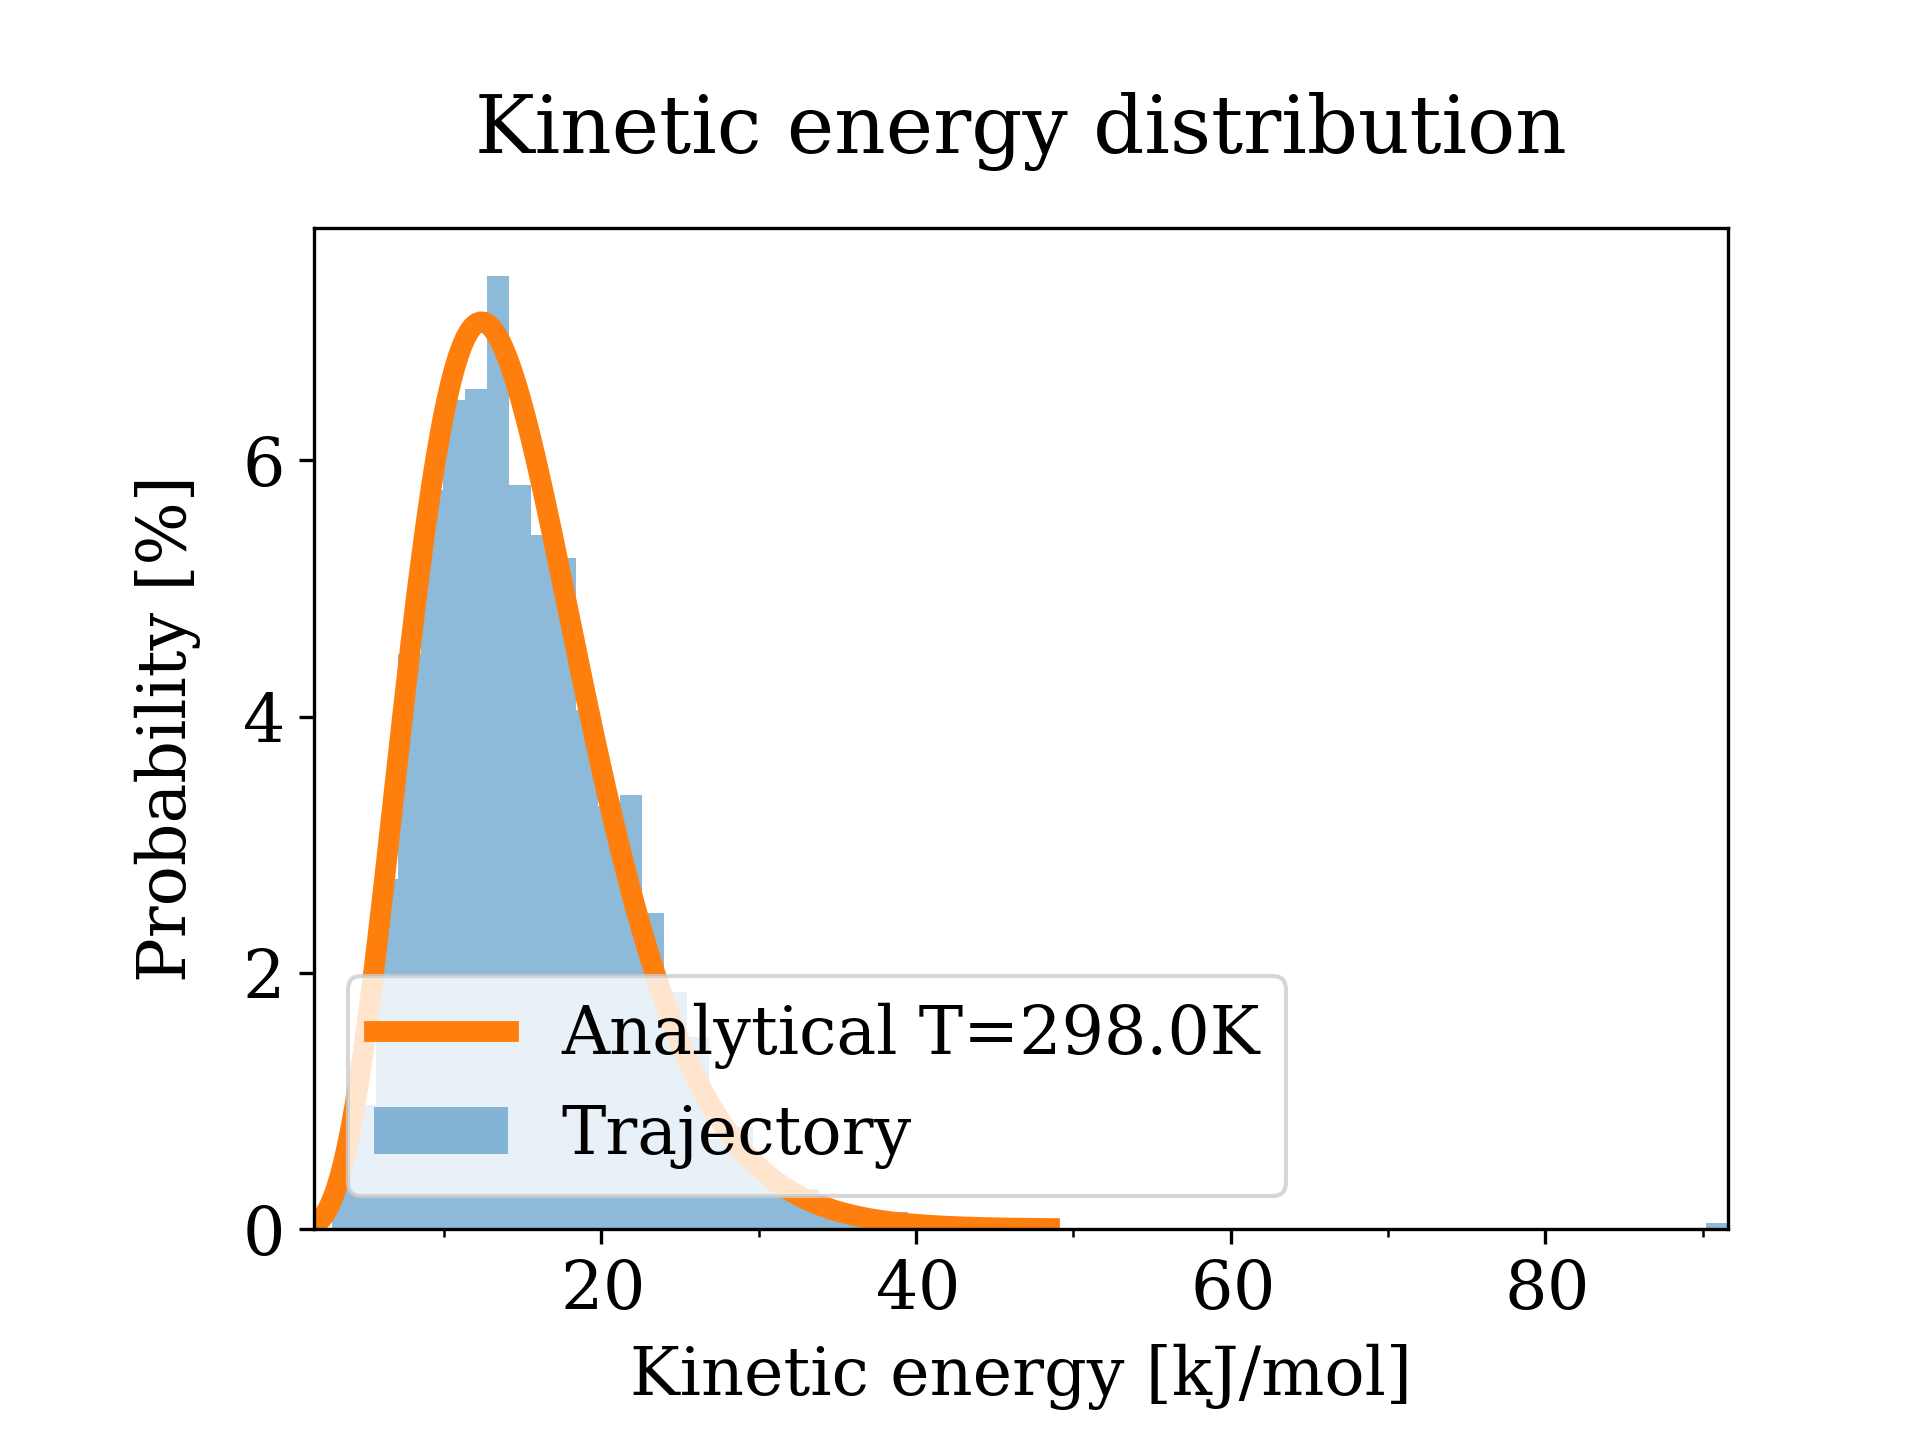 Kinetic energy distribution
Probability [%]
6
4
2
0
Analytical T=298.0K
Trajectory
20 40 60 80
Kinetic energy [kJ/mol]